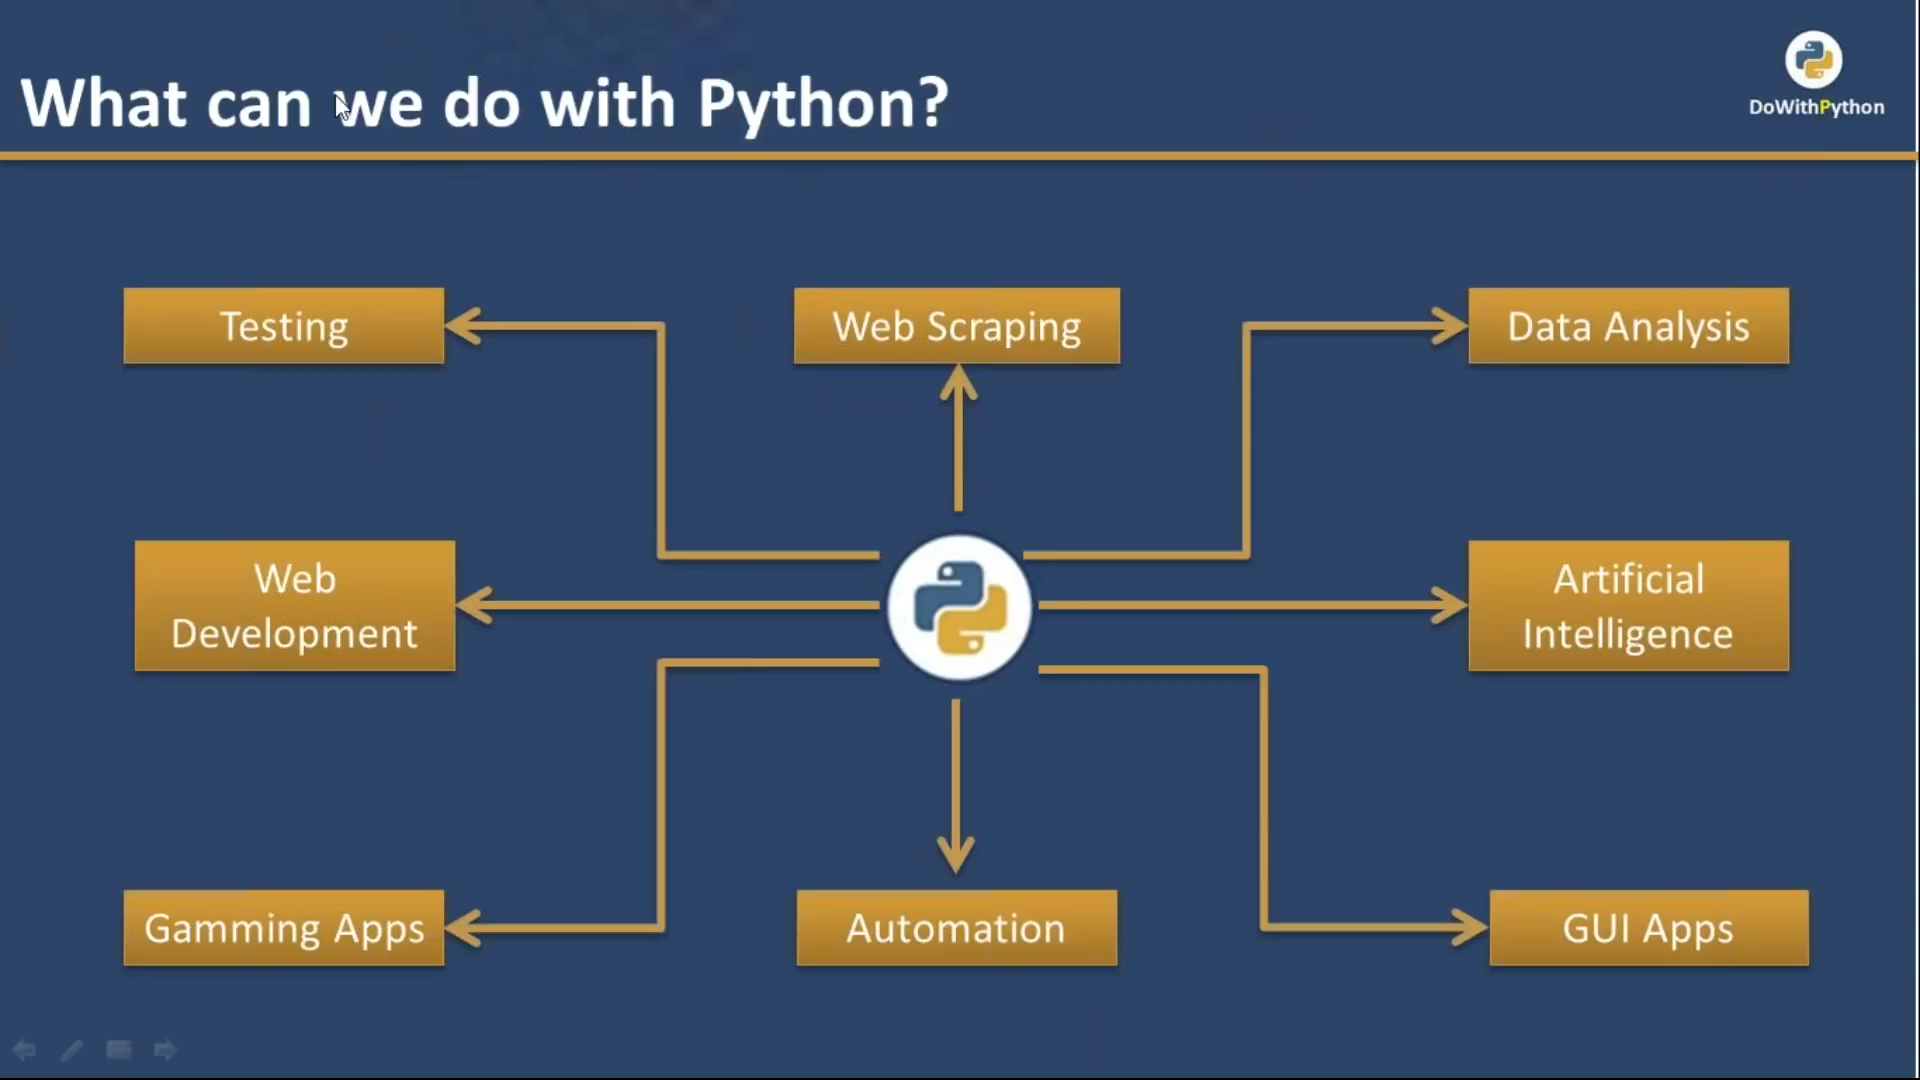 What can we do with Python?
DoWithPython
Testing
Web Scraping
Data Analysis
Web
Development
Artificial
Intelligence
Gamming Apps
Automation
GUI Apps